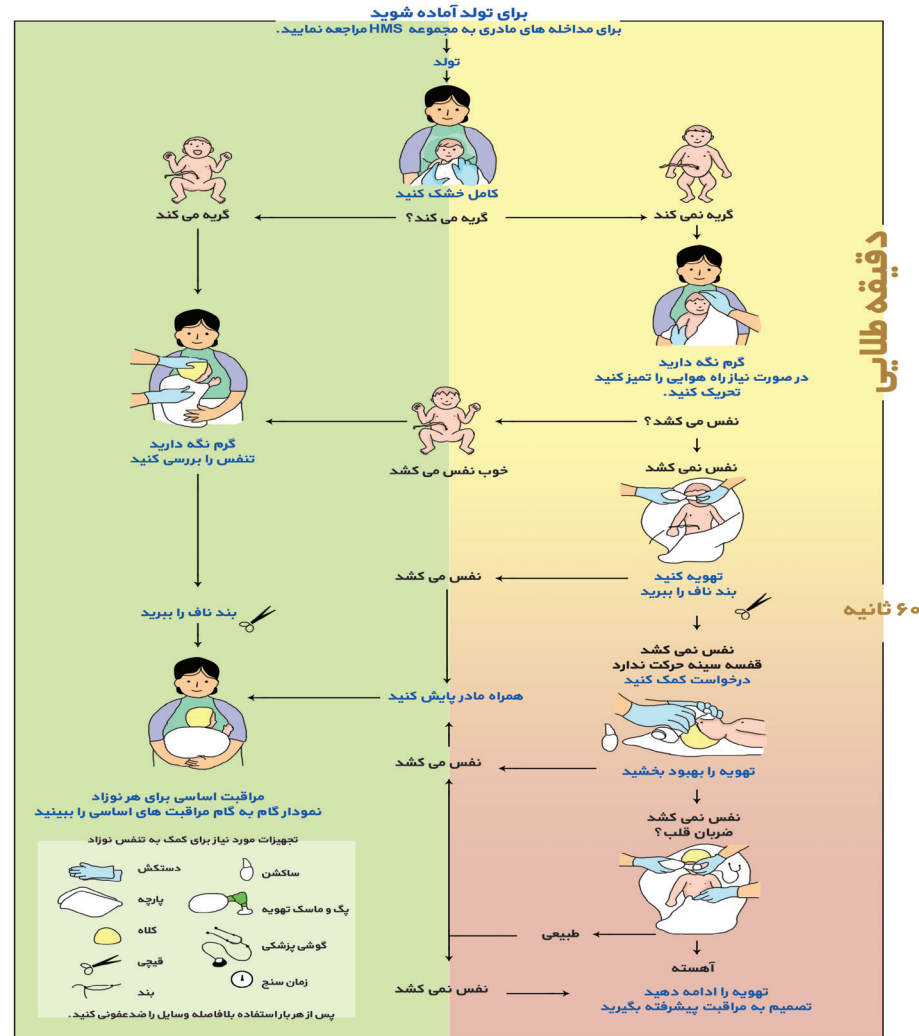 برای تولد آماده شوید
برای مداخله های مادری به مجموعه HMS مراجعه نمایید.
تولد
کامل خشک کنید
گریه نمی کند
گریه می کند؟
گریه می کند
دقیقه طلایی
گرم نگه دارید
در صورت نیاز راه هوایی را تمیز کنید
تحریک کنید.
نفس می کشد؟
خوب نفس می کشد
گرم نگه دارید
تنفس را بررسی کنید
نفس نمی کشد
تهویه کنید
بند ناف را ببرید
نفس می کشد
بند ناف را ببرید
۶۰ ثانیه
نفس نمی کشد
قفسه سینه حرکت ندارد
درخواست کمک کنید
همراه مادر پایش کنید
تهویه را بهبود بخشید
نفس می کشد
مراقبت اساسی برای هر نوزاد
نمودار گام به گام مراقبت های اساسی را ببینید
نفس نمی کشد
ضربان قلب؟
طبیعی
آهسته
تهویه را ادامه دهید
تصمیم به مراقبت پیشرفته بگیرید
نفس نمی کشد
تجهیزات مورد نیاز برای کمک به تنفس نوزاد
ساکشن
دستکش
پگ و ماسک تهویه
پارچه
گوشی پزشکی
کلاه
زمان سنج
قیچی
بند
پس از هر بار استفاده بلافاصله وسایل را ضدعفونی کنید.